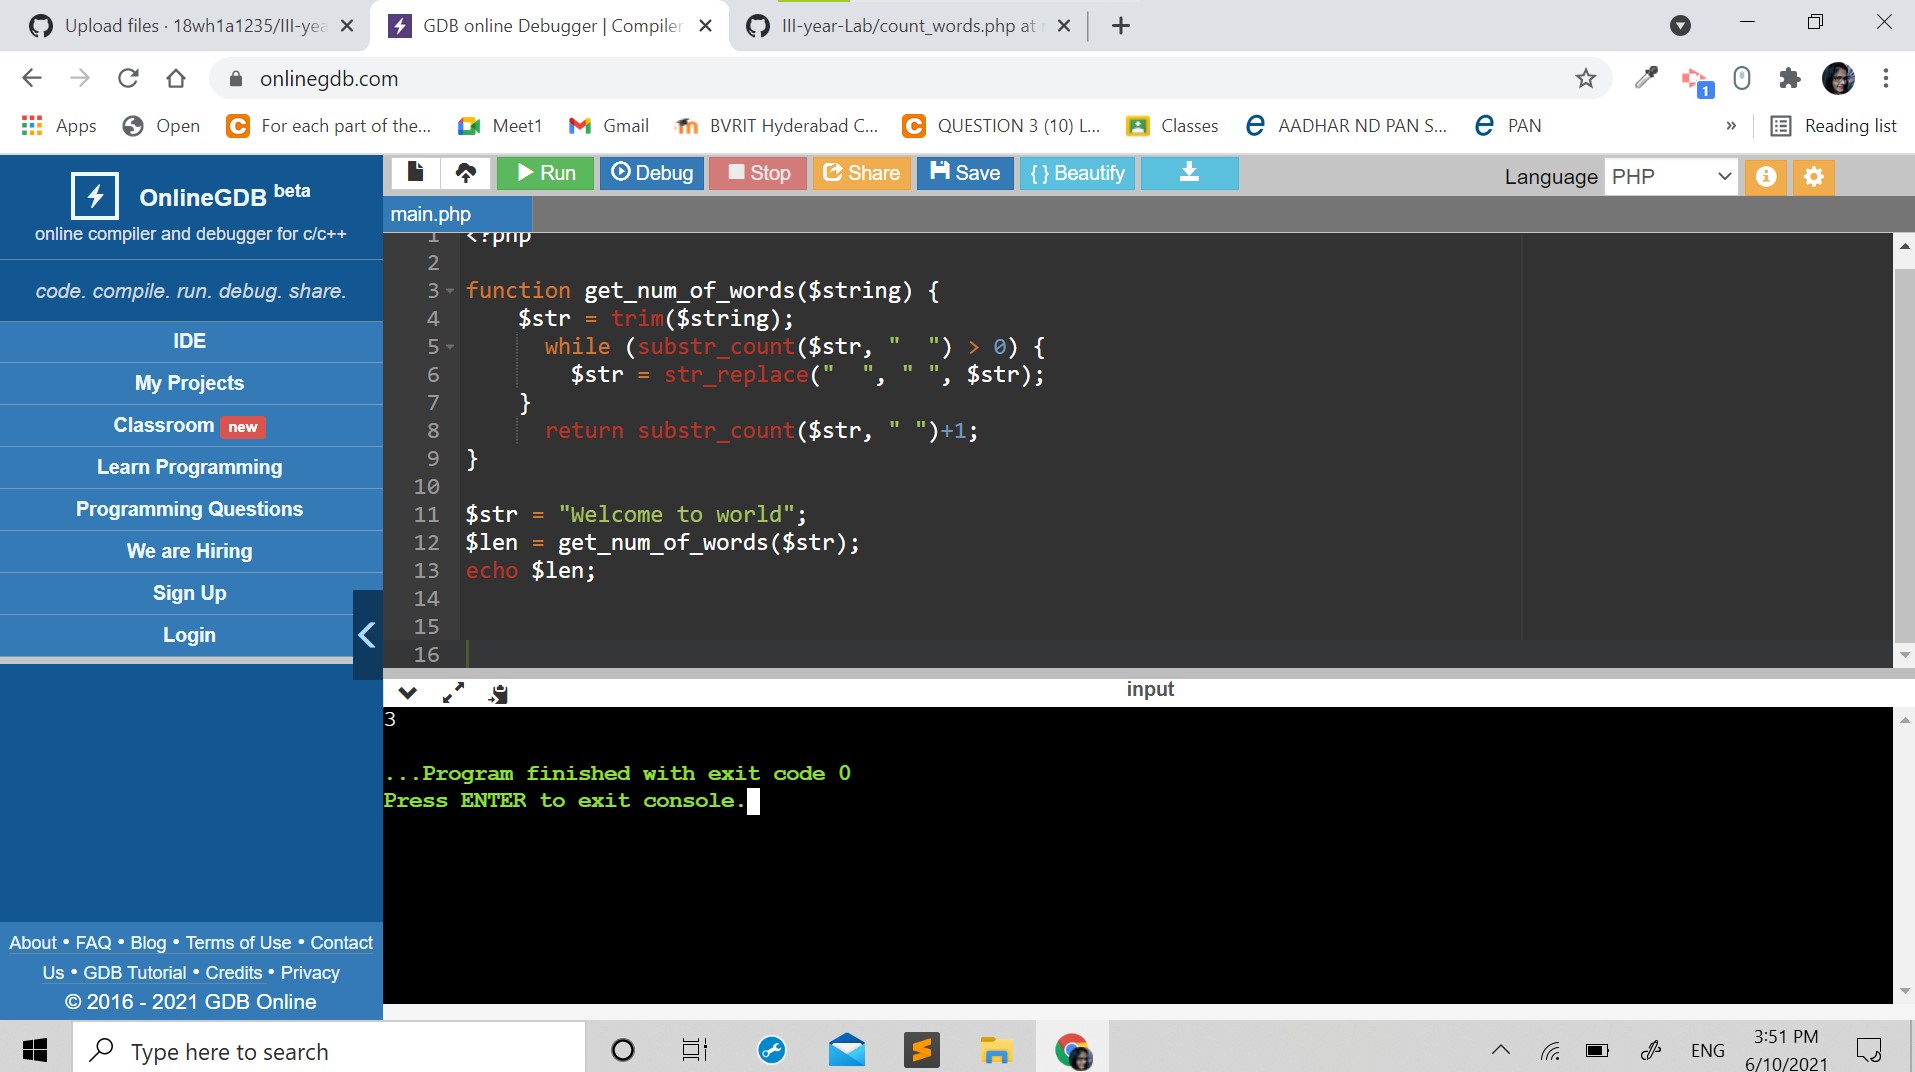 Upload files · 18wh1a1235/III-yea
GDB online Debugger | Compiler
III-year-Lab/count_words.php at
onlinegdb.com
1
Apps
Open
For each part of the...
Meet1
Gmail
BVRIT Hyderabad C...
QUESTION 3 (10) L...
Classes
AADHAR ND PAN S...
PAN
»
Reading list
OnlineGDB beta
online compiler and debugger for c/c++
code. compile. run. debug. share.
IDE
My Projects
Classroom new
Learn Programming
Programming Questions
We are Hiring
Sign Up
Login
About • FAQ • Blog • Terms of Use • Contact
Us • GDB Tutorial • Credits • Privacy
© 2016 - 2021 GDB Online
Run
Debug
Stop
Share
Save
{ } Beautify
Language PHP
main.php
1 <?php
2
3 function get_num_of_words($string) {
4     $str = trim($string);
5       while (substr_count($str, "  ") > 0) {
6         $str = str_replace("  ", " ", $str);
7     }
8       return substr_count($str, " ")+1;
9 }
10
11 $str = "Welcome to world";
12 $len = get_num_of_words($str);
13 echo $len;
14
15
16
input
3
...Program finished with exit code 0
Press ENTER to exit console.
Type here to search
ENG
3:51 PM
6/10/2021